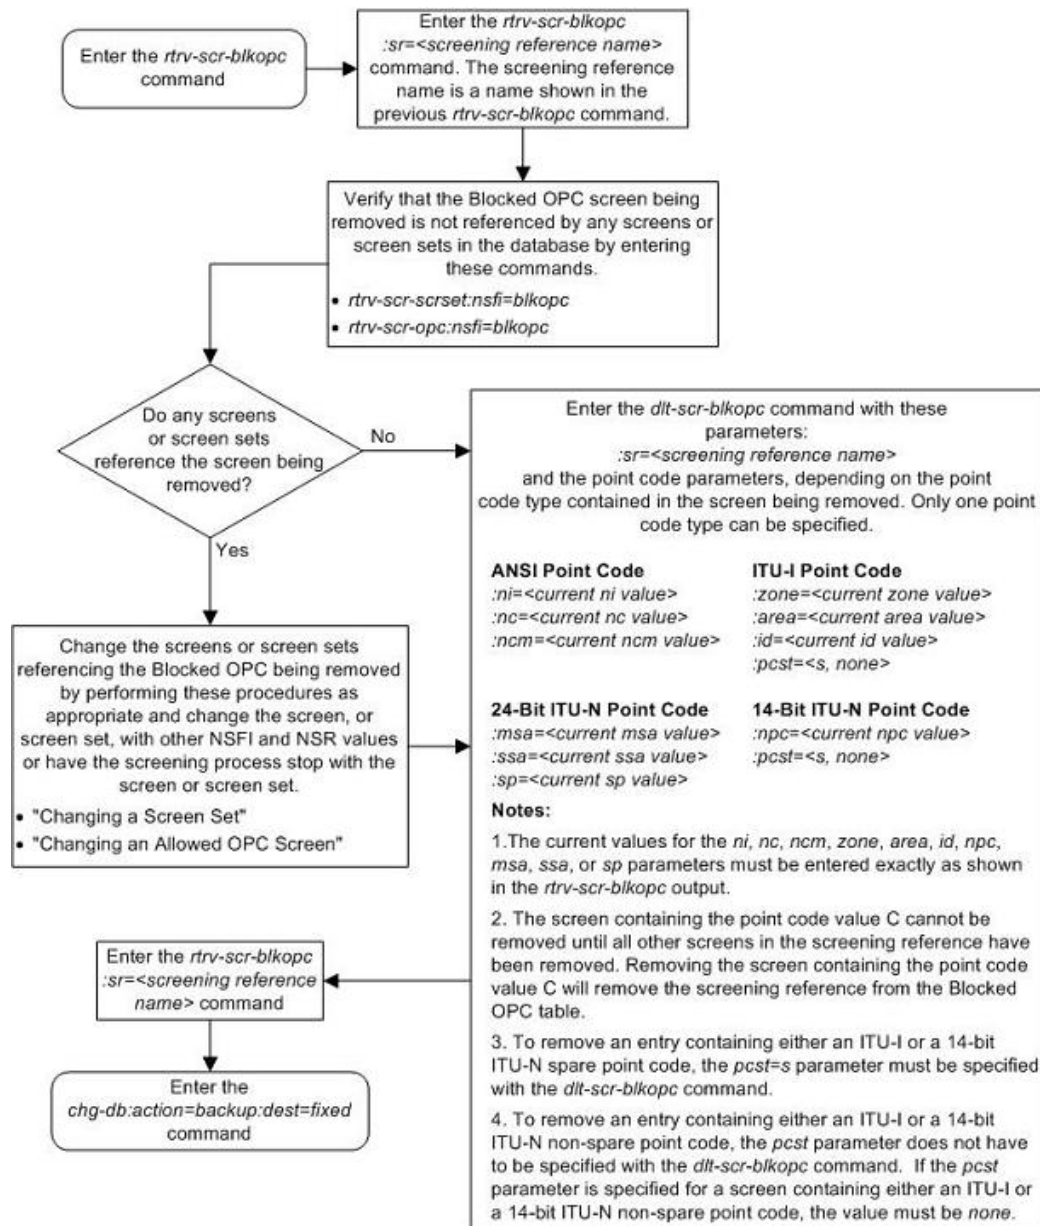 Enter the rtrv-scr-blkopc
command
Enter the rtrv-scr-blkopc
:sr=<screening reference name>
command. The screening reference
name is a name shown in the
previous rtrv-scr-blkopc command.
Verify that the Blocked OPC screen being
removed is not referenced by any screens or
screen sets in the database by entering
these commands.
• rtrv-scr-scrset:nsfi=blkopc
• rtrv-scr-opc:nsfi=blkopc
Do any screens
or screen sets
reference the screen being
removed?
No
Yes
Change the screens or screen sets
referencing the Blocked OPC being removed
by performing these procedures as
appropriate and change the screen, or
screen set, with other NSFI and NSR values
or have the screening process stop with the
screen or screen set.
• "Changing a Screen Set"
• "Changing an Allowed OPC Screen"
Enter the dlt-scr-blkopc command with these
parameters:
:sr=<screening reference name>
and the point code parameters, depending on the point
code type contained in the screen being removed. Only one point
code type can be specified.
ANSI Point Code
:ni=<current ni value>
:nc=<current nc value>
:ncm=<current ncm value>
ITU-I Point Code
:zone=<current zone value>
:area=<current area value>
:id=<current id value>
:pcst=<s, none>
24-Bit ITU-N Point Code
:msa=<current msa value>
:ssa=<current ssa value>
:sp=<current sp value>
14-Bit ITU-N Point Code
:npc=<current npc value>
:pcst=<s, none>
Notes:
1.The current values for the ni, nc, ncm, zone, area, id, npc,
msa, ssa, or sp parameters must be entered exactly as shown
in the rtrv-scr-blkopc output.
2. The screen containing the point code value C cannot be
removed until all other screens in the screening reference have
been removed. Removing the screen containing the point code
value C will remove the screening reference from the Blocked
OPC table.
3. To remove an entry containing either an ITU-I or a 14-bit
ITU-N spare point code, the pcst=s parameter must be specified
with the dlt-scr-blkopc command.
4. To remove an entry containing either an ITU-I or a 14-bit
ITU-N non-spare point code, the pcst parameter does not have
to be specified with the dlt-scr-blkopc command. If the pcst
parameter is specified for a screen containing either an ITU-I or
a 14-bit ITU-N non-spare point code, the value must be none.
Enter the rtrv-scr-blkopc
:sr=<screening reference
name> command
Enter the
chg-db:action=backup:dest=fixed
command